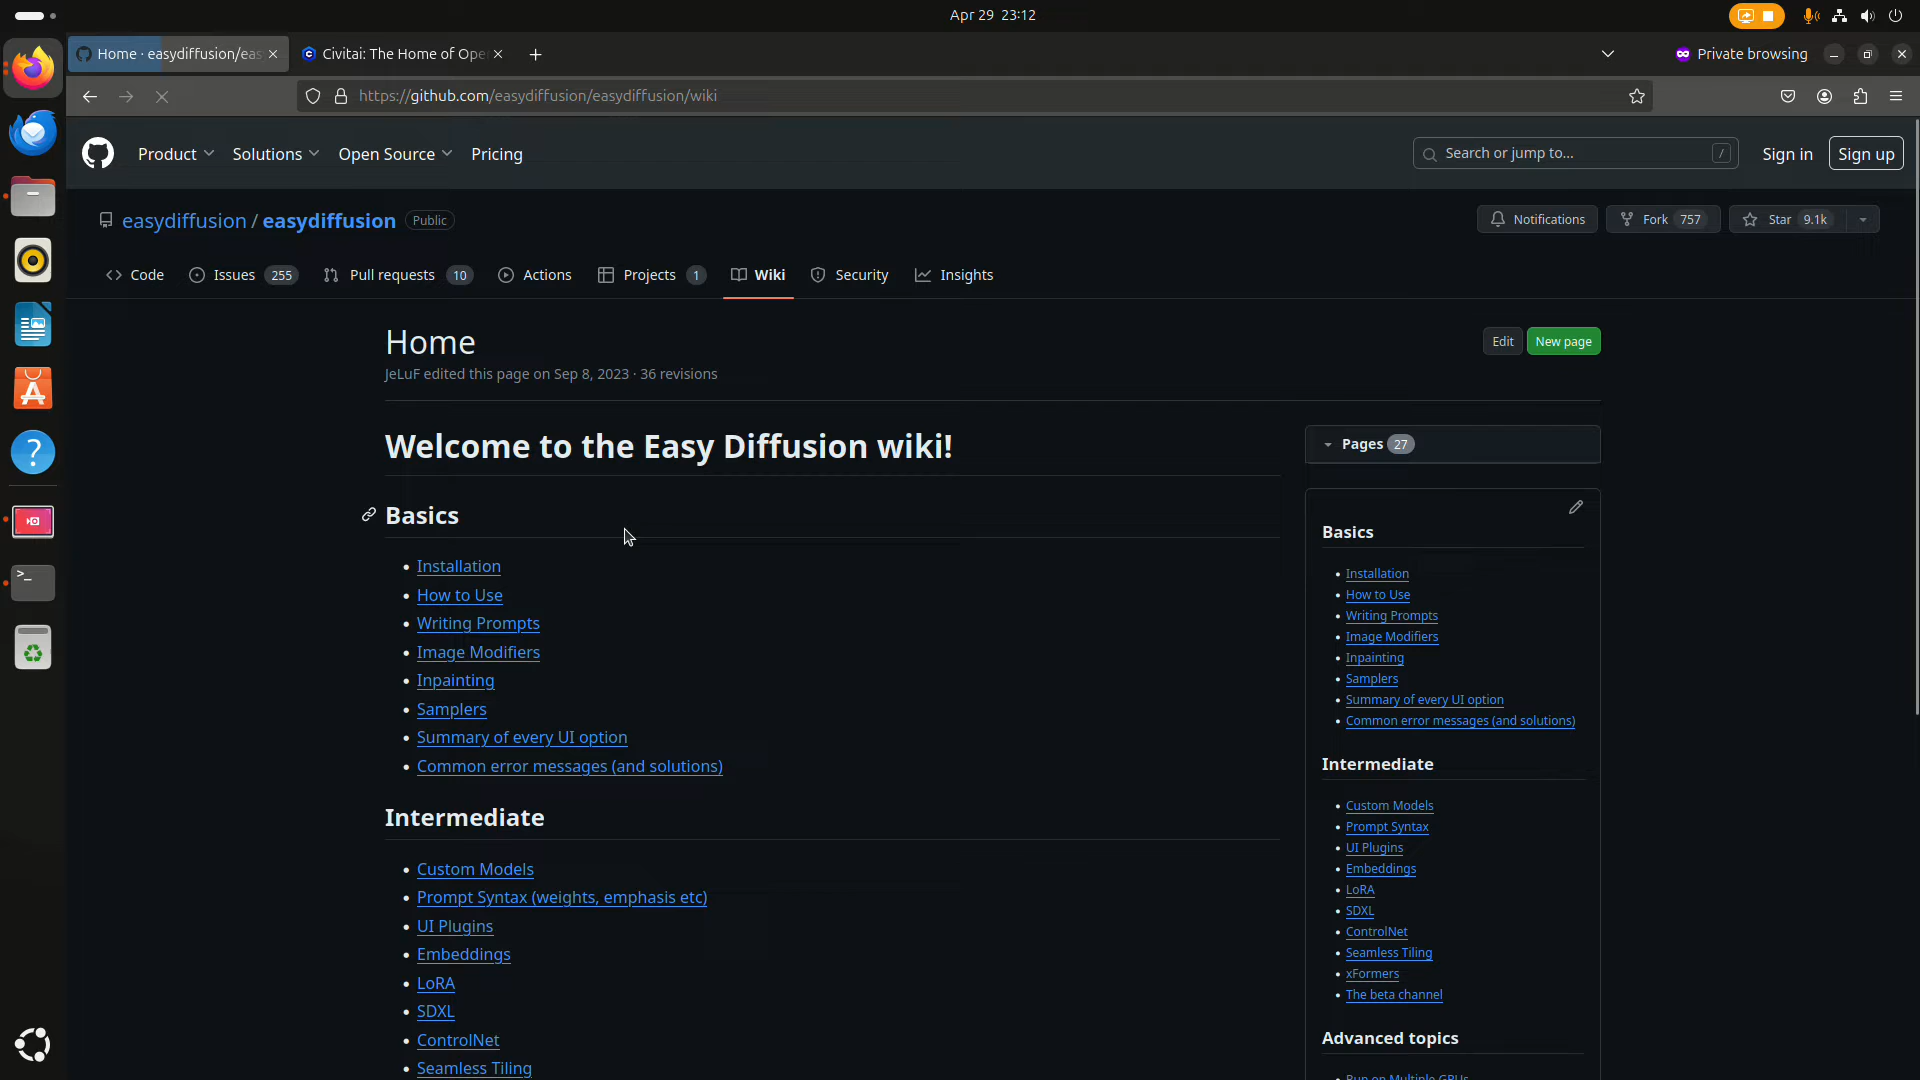 Apr 29 23:12
Home · easydiffusion/eas
Civitai: The Home of Ope
Private browsing
https://github.com/easydiffusion/easydiffusion/wiki
Product
Solutions
Open Source
Pricing
Search or jump to...
/
Sign in
Sign up
easydiffusion / easydiffusion
Public
Notifications
Fork 757
Star 9.1k
Code
Issues 255
Pull requests 10
Actions
Projects 1
Wiki
Security
Insights
Home
Edit
New page
JeLuF edited this page on Sep 8, 2023 · 36 revisions
Welcome to the Easy Diffusion wiki!
Basics
Installation
How to Use
Writing Prompts
Image Modifiers
Inpainting
Samplers
Summary of every UI option
Common error messages (and solutions)
Intermediate
Custom Models
Prompt Syntax (weights, emphasis etc)
UI Plugins
Embeddings
LoRA
SDXL
ControlNet
Seamless Tiling
Pages 27
Basics
Installation
How to Use
Writing Prompts
Image Modifiers
Inpainting
Samplers
Summary of every UI option
Common error messages (and solutions)
Intermediate
Custom Models
Prompt Syntax
UI Plugins
Embeddings
LoRA
SDXL
ControlNet
Seamless Tiling
xFormers
The beta channel
Advanced topics
Run on Multiple GPUs